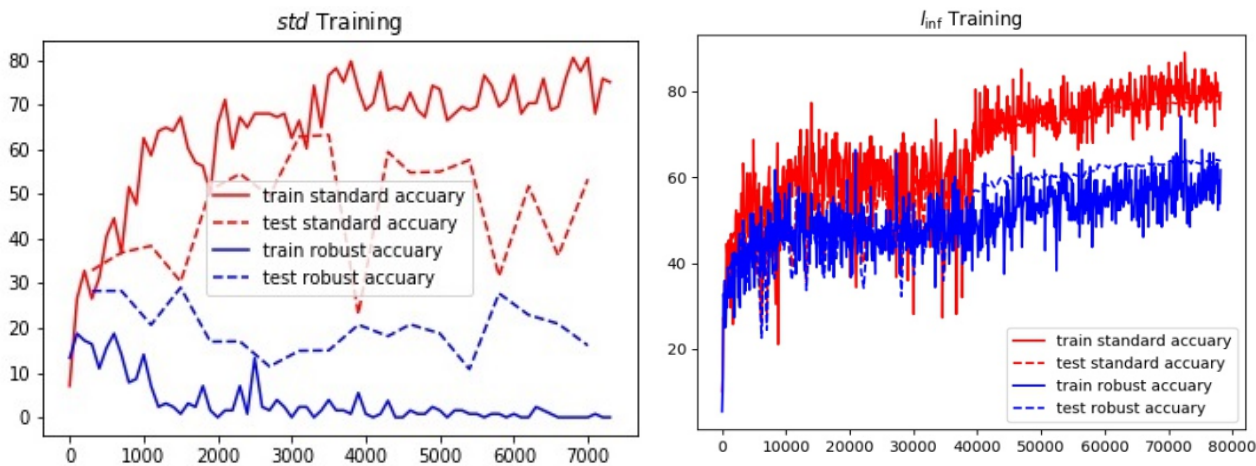 std Training
80
70
60
50
40
30
20
10
0
train standard accuary
test standard accuary
train robust accuary
test robust accuary
0 1000 2000 3000 4000 5000 6000 7000
l_inf Training
80
60
40
20
train standard accuary
test standard accuary
train robust accuary
test robust accuary
0 10000 20000 30000 40000 50000 60000 70000 80000